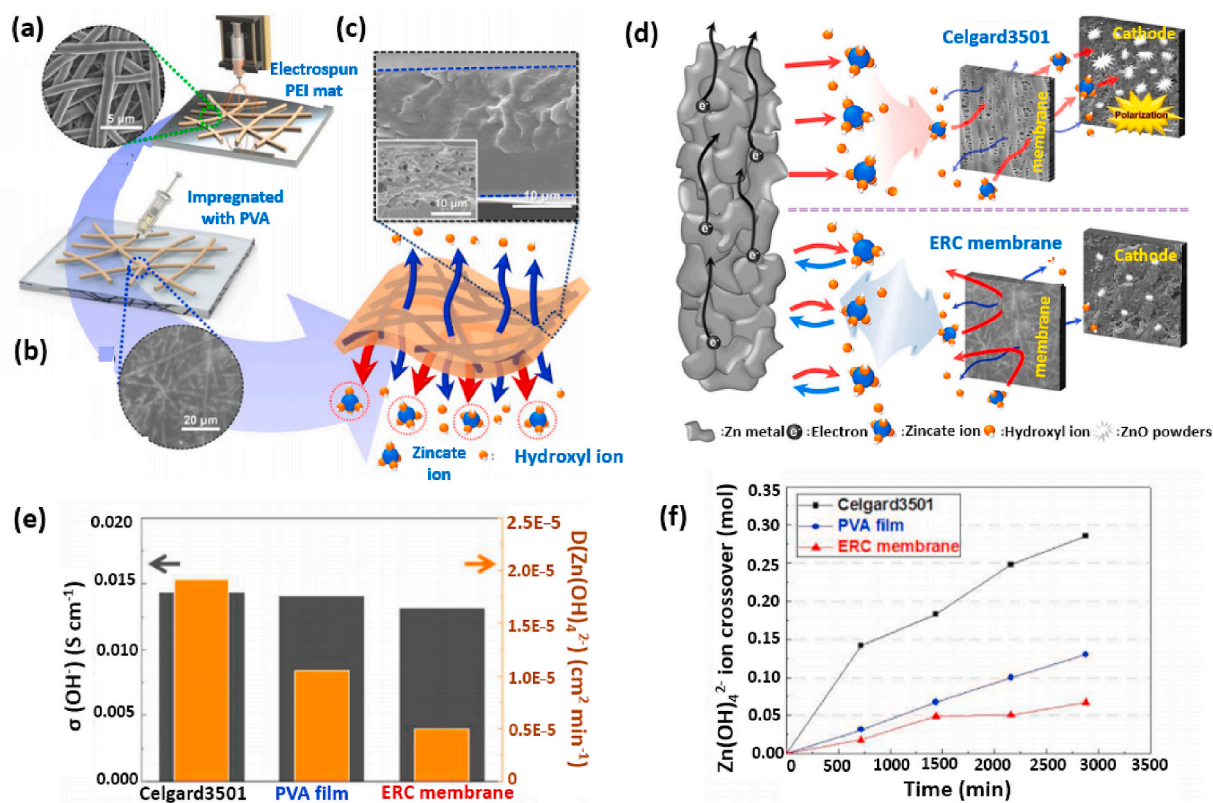 (a)
5 μm
Electrospun
PEI mat
Impregnated
with PVA
(b)
20 μm
(c)
10 μm
10 μm
Zincate
ion
:
Hydroxyl ion
(d)
Celgard3501
Cathode
Polarization
membrane
e-
e-
e-
e-
e-
e-
ERC membrane
Cathode
membrane
:Zn metal
e-
:Electron
:Zincate ion
:Hydroxyl ion
:ZnO powders
(e)
σ (OH-) (S cm-1)
0.020
0.015
0.010
0.005
0.000
2.5E-5
2.0E-5
1.5E-5
1.0E-5
0.5E-5
0
D(Zn(OH)42-) (cm2 min-1)
Celgard3501
PVA film
ERC membrane
(f)
Zn(OH)42- ion crossover (mol)
0.35
0.30
0.25
0.20
0.15
0.10
0.05
0.00
Celgard3501
PVA film
ERC membrane
0 500 1000 1500 2000 2500 3000 3500
Time (min)